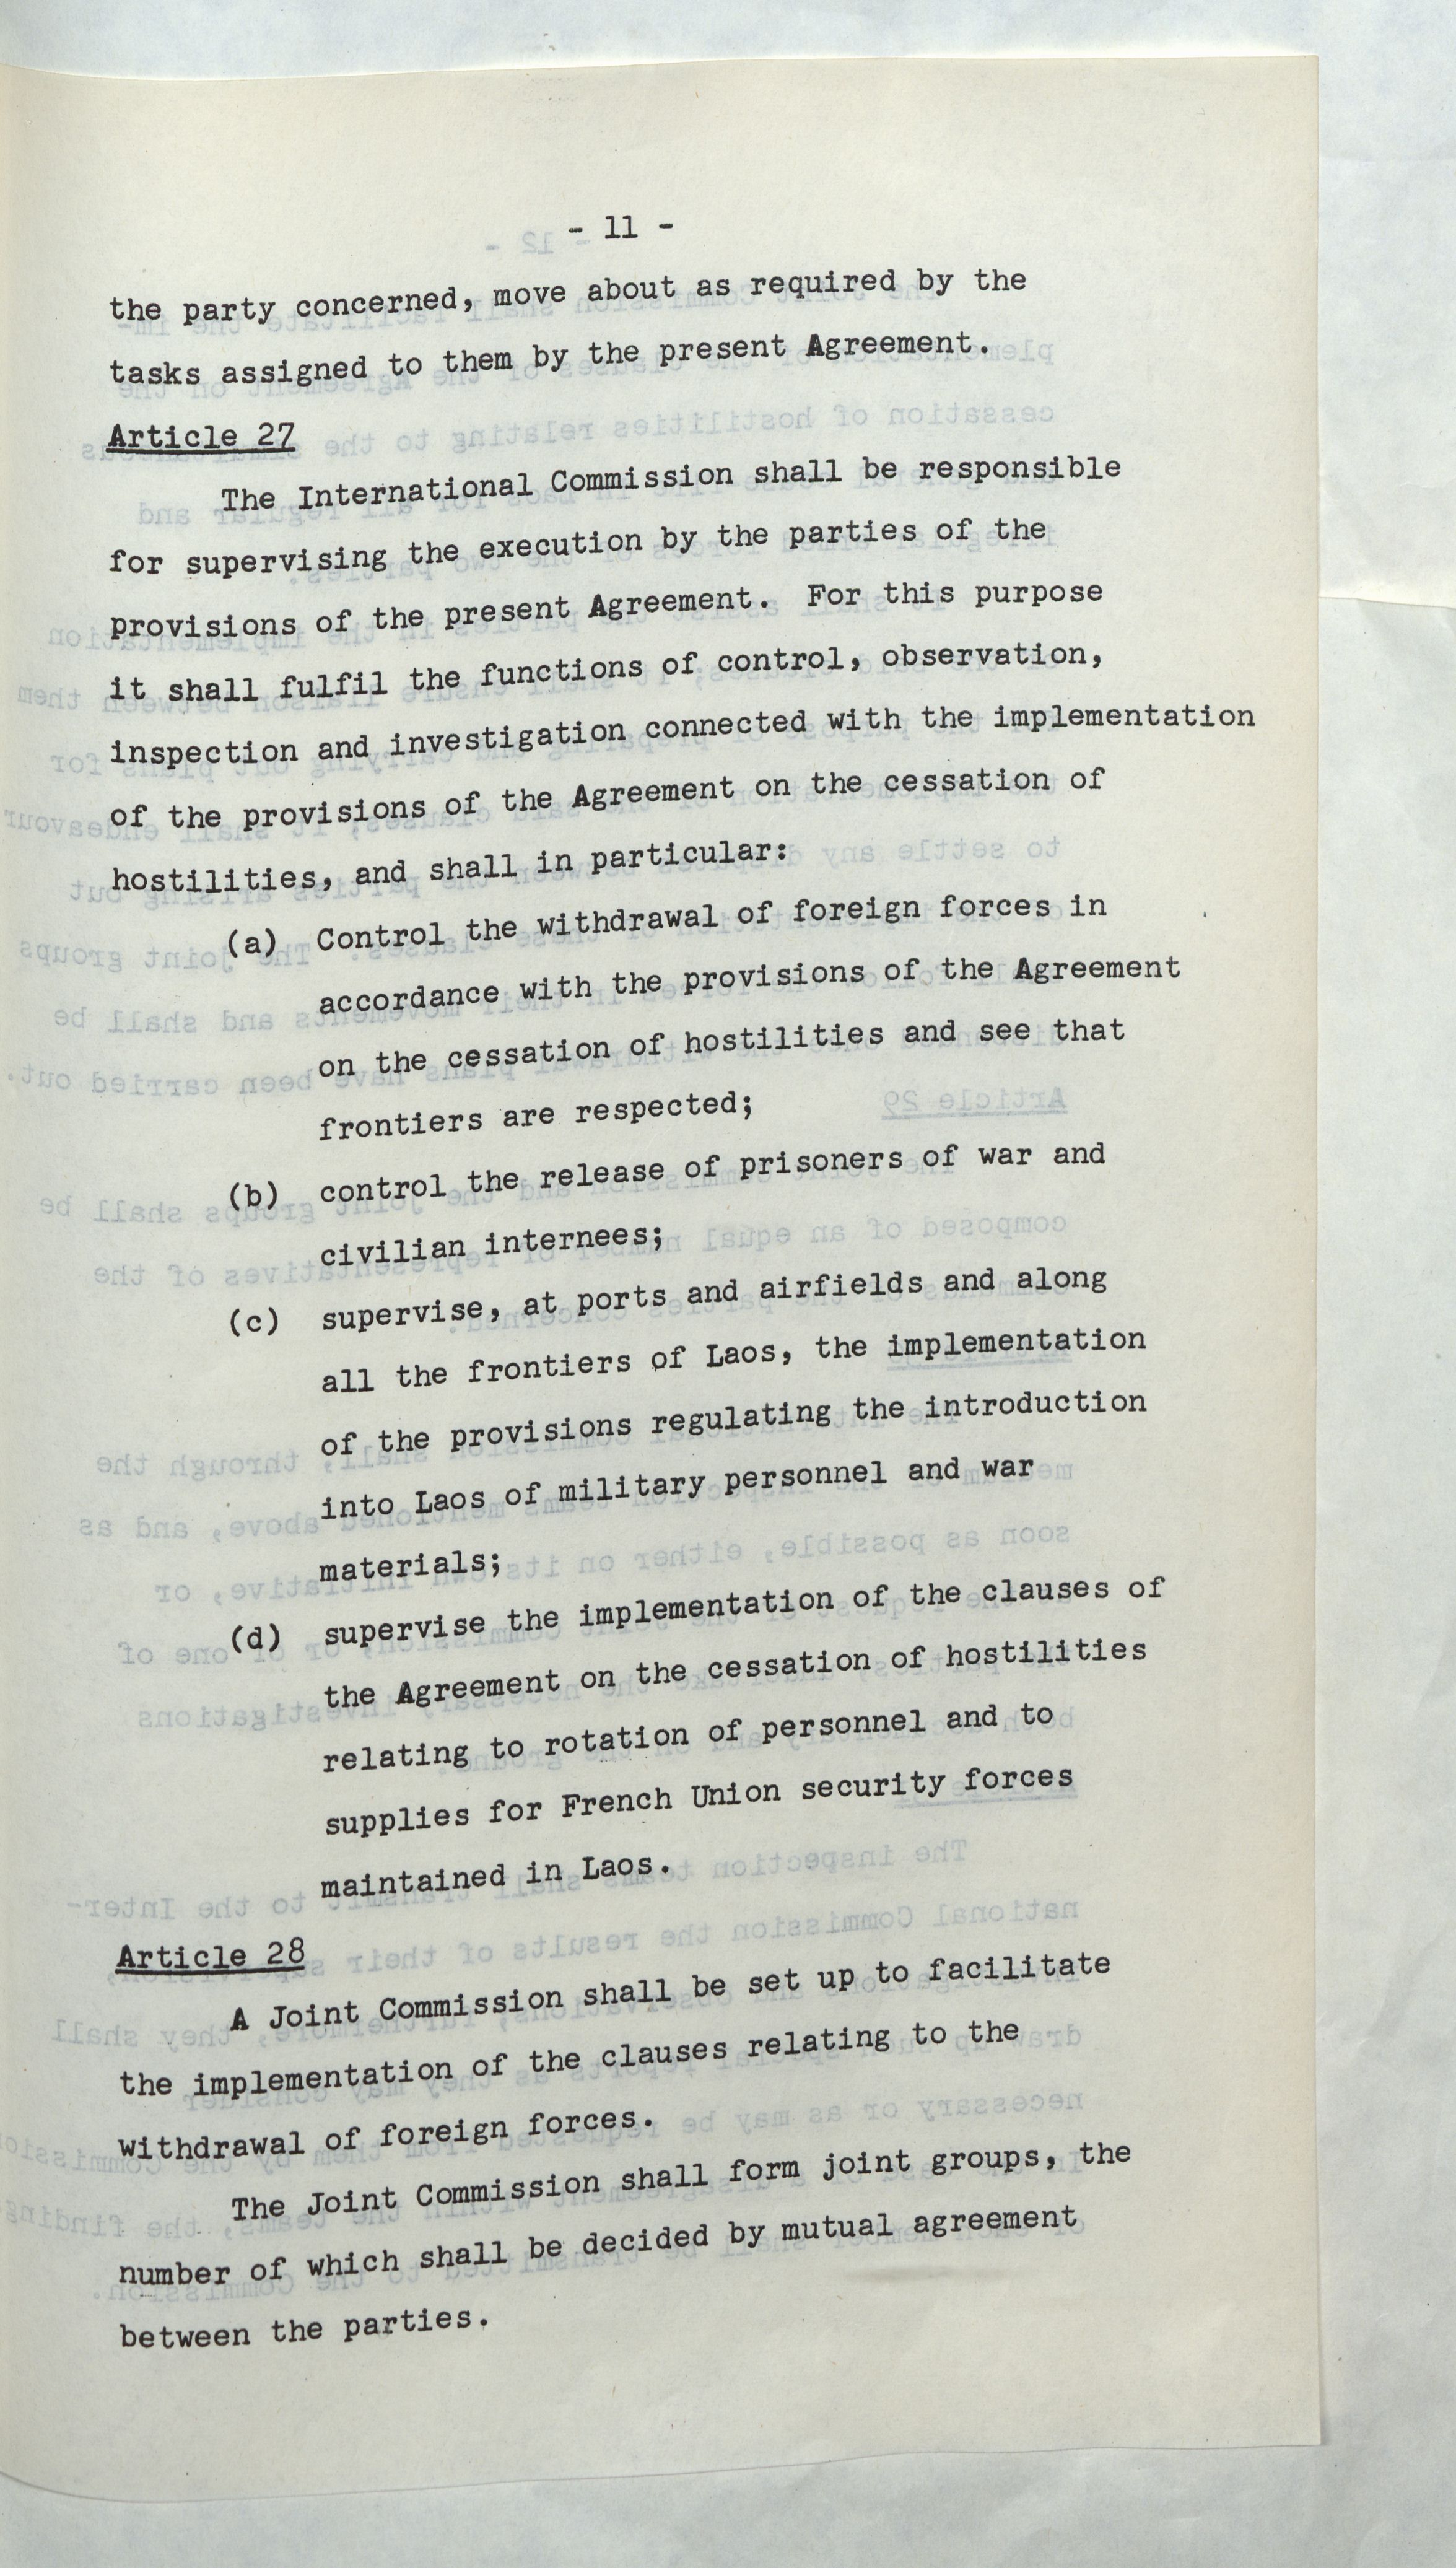 - 11 -
the party concerned, move about as required by the
tasks assigned to them by the present Agreement.
Article 27
The International Commission shall be responsible
for supervising the execution by the parties of the
provisions of the present Agreement. For this purpose
it shall fulfil the functions of control, observation,
inspection and investigation connected with the implementation
of the provisions of the Agreement on the cessation of
hostilities, and shall in particular:
(a) Control the withdrawal of foreign forces in
accordance with the provisions of the Agreement
on the cessation of hostilities and see that
frontiers are respected;
(b) control the release of prisoners of war and
civilian internees;
(c) supervise, at ports and airfields and along
all the frontiers of Laos, the implementation
of the provisions regulating the introduction
into Laos of military personnel and war
materials;
(d) supervise the implementation of the clauses of
the Agreement on the cessation of hostilities
relating to rotation of personnel and to
supplies for French Union security forces
maintained in Laos.
Article 28
A Joint Commission shall be set up to facilitate
the implementation of the clauses relating to the
withdrawal of foreign forces.
The Joint Commission shall form joint groups, the
number of which shall be decided by mutual agreement
between the parties.